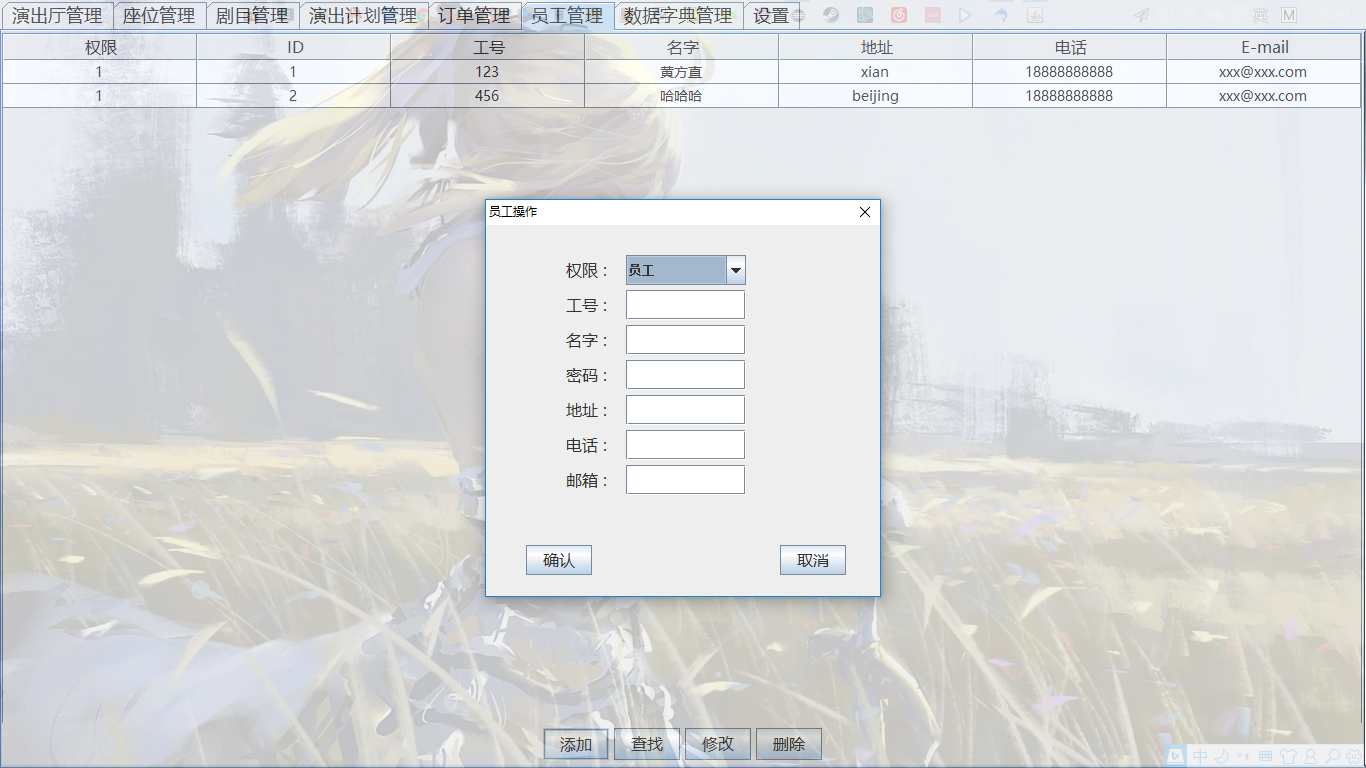 演出厅管理 座位管理 剧目管理 演出计划管理 订单管理 员工管理 数据字典管理 设置 英 M
权限 ID 工号 名字 地址 电话 E-mail
1 1 123 黄方直 xian 18888888888 xxx@xxx.com
1 2 456 哈哈哈 beijing 18888888888 xxx@xxx.com
员工操作
权限： 员工
工号：
名字：
密码：
地址：
电话：
邮箱：
确认 取消
添加 查找 修改 删除
中